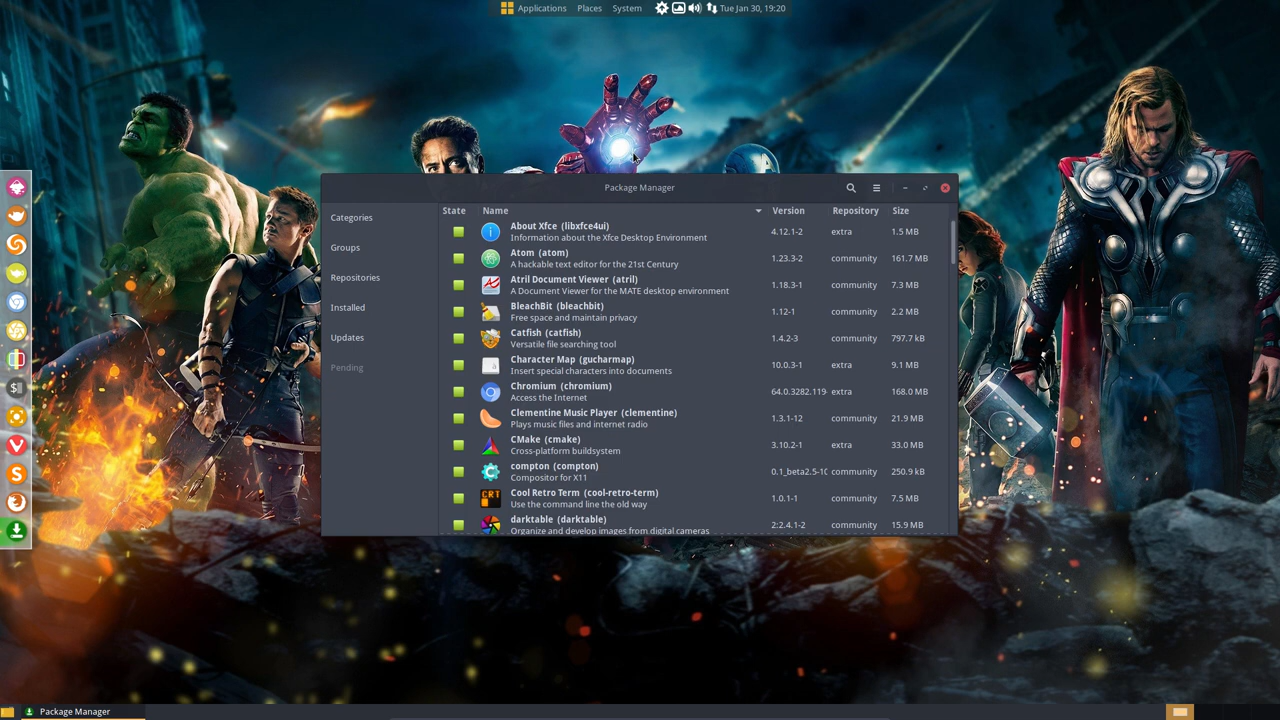 Applications Places System Tue Jan 30, 19:20
Package Manager
Categories
Groups
Repositories
Installed
Updates
Pending
State Name Version Repository Size
About Xfce (libxfce4ui) 4.12.1-2 extra 1.5 MB
Information about the Xfce Desktop Environment
Atom (atom) 1.23.3-2 community 161.7 MB
A hackable text editor for the 21st Century
Atril Document Viewer (atril) 1.18.3-1 community 7.3 MB
A Document Viewer for the MATE desktop environment
BleachBit (bleachbit) 1.12-1 community 2.2 MB
Free space and maintain privacy
Catfish (catfish) 1.4.2-3 community 797.7 kB
Versatile file searching tool
Character Map (gucharmap) 10.0.3-1 extra 9.1 MB
Insert special characters into documents
Chromium (chromium) 64.0.3282.119- extra 168.0 MB
Access the Internet
Clementine Music Player (clementine) 1.3.1-12 community 21.9 MB
Plays music files and internet radio
CMake (cmake) 3.10.2-1 extra 33.0 MB
Cross-platform buildsystem
compton (compton) 0.1_beta2.5-10 community 250.9 kB
Compositor for X11
CRT Cool Retro Term (cool-retro-term) 1.0.1-1 community 7.5 MB
Use the command line the old way
darktable (darktable) 2:2.4.1-2 community 15.9 MB
Organize and develop images from digital cameras
Package Manager